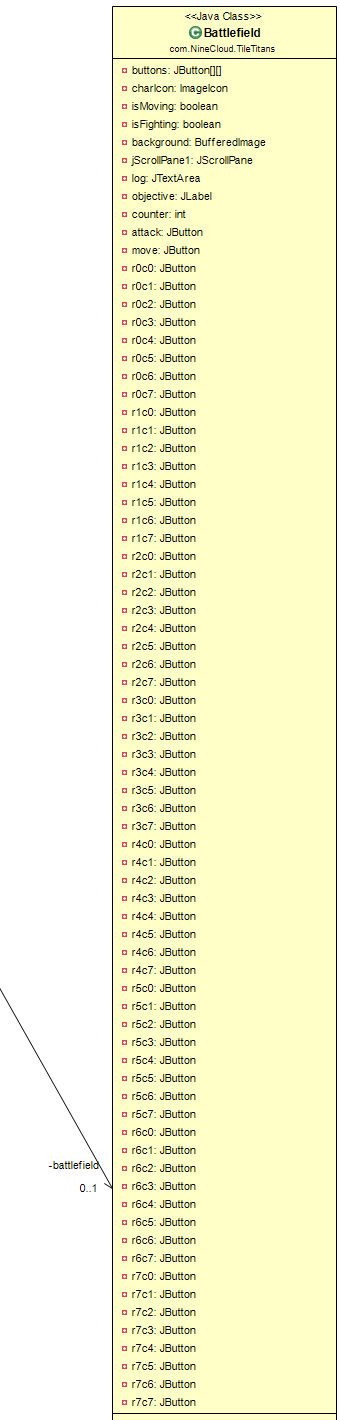 <<Java Class>>
Battlefield
com.NineCloud.TileTitans
buttons: JButton[][]
charIcon: ImageIcon
isMoving: boolean
isFighting: boolean
background: BufferedImage
jScrollPane1: JScrollPane
log: JTextArea
objective: JLabel
counter: int
attack: JButton
move: JButton
r0c0: JButton
r0c1: JButton
r0c2: JButton
r0c3: JButton
r0c4: JButton
r0c5: JButton
r0c6: JButton
r0c7: JButton
r1c0: JButton
r1c1: JButton
r1c2: JButton
r1c3: JButton
r1c4: JButton
r1c5: JButton
r1c6: JButton
r1c7: JButton
r2c0: JButton
r2c1: JButton
r2c2: JButton
r2c3: JButton
r2c4: JButton
r2c5: JButton
r2c6: JButton
r2c7: JButton
r3c0: JButton
r3c1: JButton
r3c2: JButton
r3c3: JButton
r3c4: JButton
r3c5: JButton
r3c6: JButton
r3c7: JButton
r4c0: JButton
r4c1: JButton
r4c2: JButton
r4c3: JButton
r4c4: JButton
r4c5: JButton
r4c6: JButton
r4c7: JButton
r5c0: JButton
r5c1: JButton
r5c2: JButton
r5c3: JButton
r5c4: JButton
r5c5: JButton
r5c6: JButton
r5c7: JButton
r6c0: JButton
r6c1: JButton
r6c2: JButton
r6c3: JButton
r6c4: JButton
r6c5: JButton
r6c6: JButton
r6c7: JButton
r7c0: JButton
r7c1: JButton
r7c2: JButton
r7c3: JButton
r7c4: JButton
r7c5: JButton
r7c6: JButton
r7c7: JButton
-battlefield
0..1